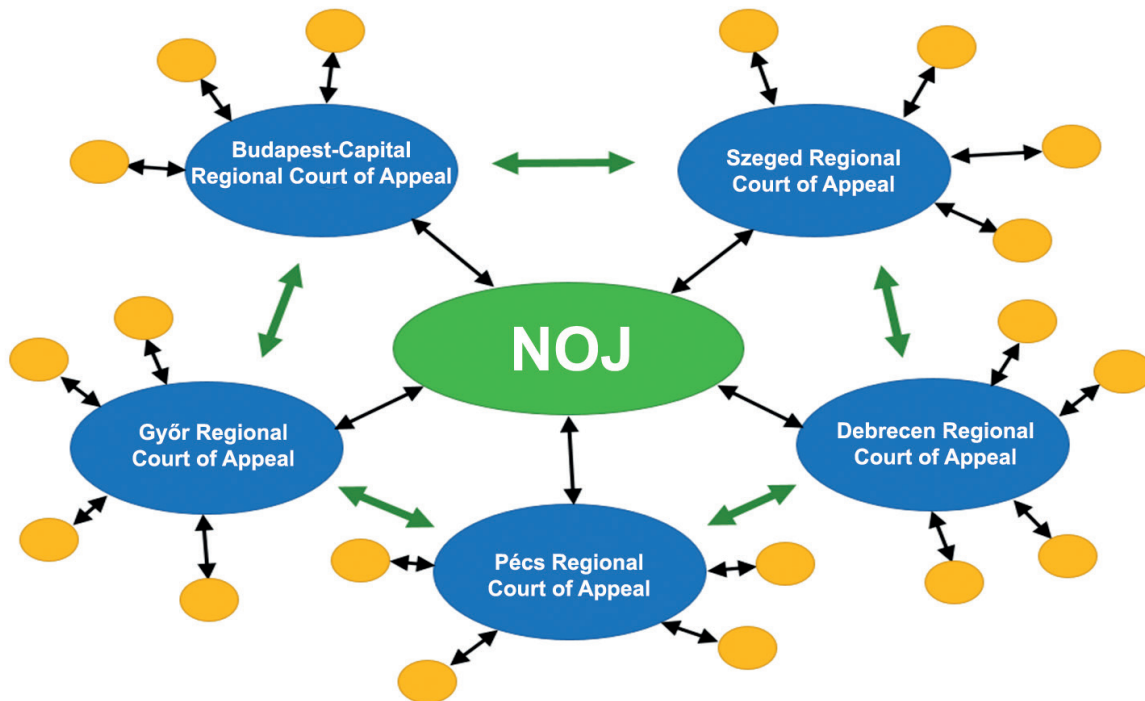 Budapest-Capital
Regional Court of Appeal
Szeged Regional
Court of Appeal
NOJ
Győr Regional
Court of Appeal
Debrecen Regional
Court of Appeal
Pécs Regional
Court of Appeal